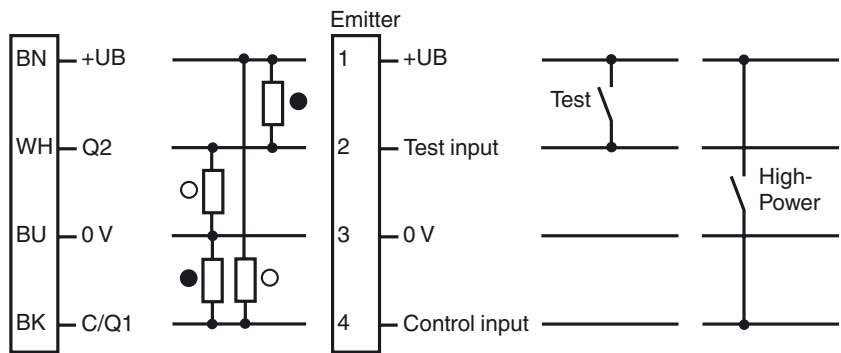 Emitter
BN +UB
WH Q2
BU 0 V
BK C/Q1
1 +UB
2 Test input
3 0 V
4 Control input
Test
High-
Power